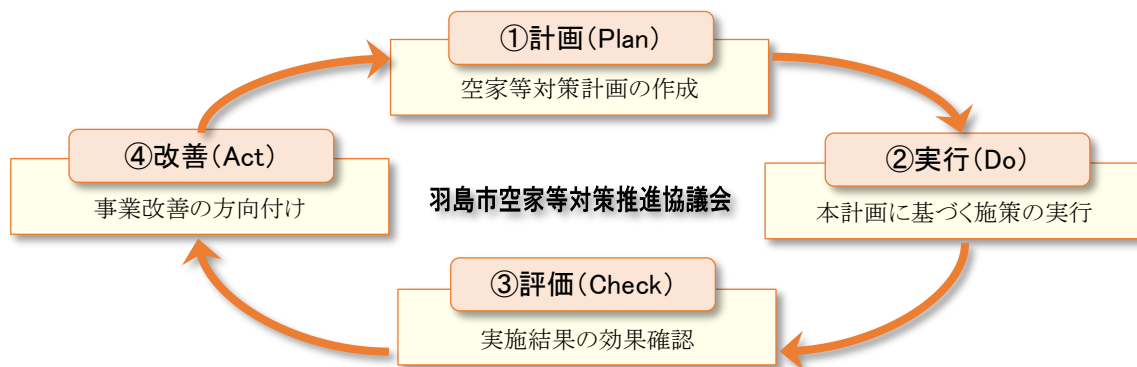 ①計画(Plan)
空家等対策計画の作成
②実行(Do)
本計画に基づく施策の実行
③評価(Check)
実施結果の効果確認
④改善(Act)
事業改善の方向付け
羽島市空家等対策推進協議会